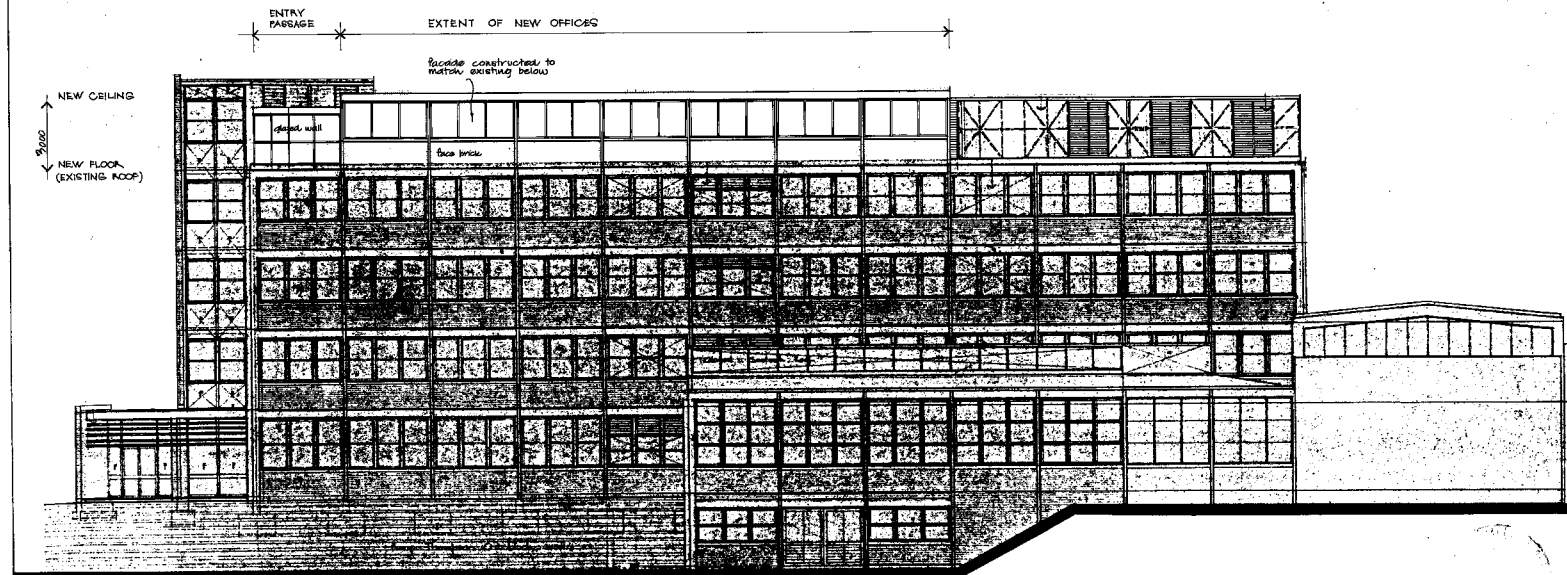 ENTRY
PASSAGE
EXTENT OF NEW OFFICES
facade constructed to
match existing below
NEW CEILING
glazed wall
3000
face brick
NEW FLOOR
(EXISTING ROOF)